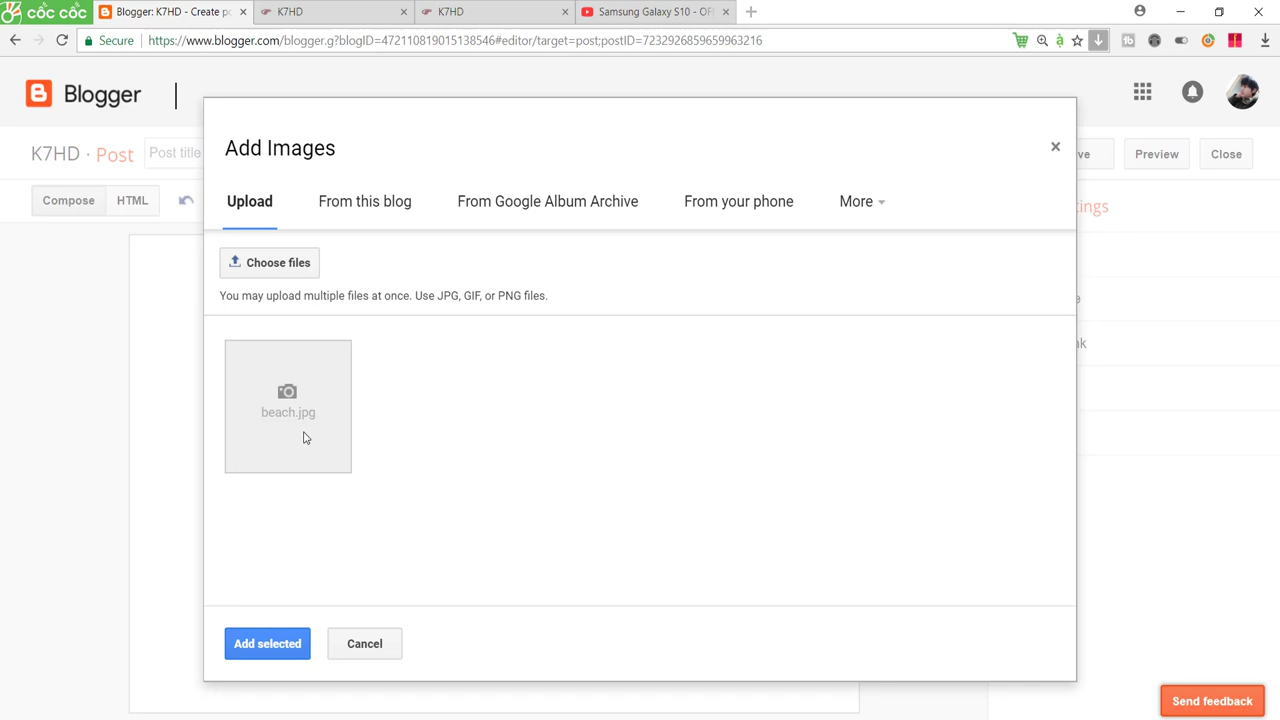 cốc cốc
Blogger: K7HD - Create po
K7HD
K7HD
Samsung Galaxy S10 - OF
Secure
https://www.blogger.com/blogger.g?blogID=472110819015138546#editor/target=post;postID=7232926859659963216
Blogger
K7HD · Post
Post title
Preview
Close
Compose
HTML
Add Images
Upload
From this blog
From Google Album Archive
From your phone
More
Choose files
You may upload multiple files at once. Use JPG, GIF, or PNG files.
beach.jpg
Add selected
Cancel
Send feedback